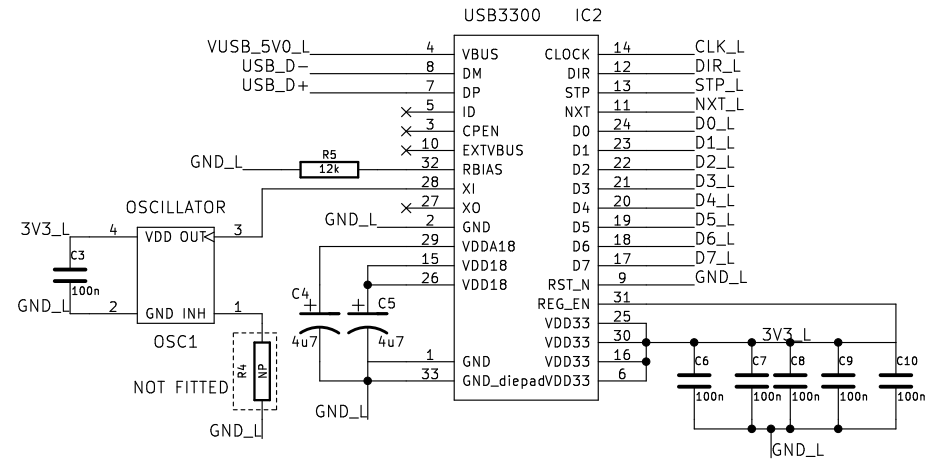 USB3300 IC2
VUSB_5V0_L 4 VBUS CLOCK 14 CLK_L
USB_D- 8 DM DIR 12 DIR_L
USB_D+ 7 DP STP 13 STP_L
5 ID NXT 11 NXT_L
3 CPEN D0 24 D0_L
10 EXTVBUS D1 23 D1_L
GND_L R5 12k 32 RBIAS D2 22 D2_L
28 XI D3 21 D3_L
27 XO D4 20 D4_L
GND_L 2 GND D5 19 D5_L
29 VDDA18 D6 18 D6_L
15 VDD18 D7 17 D7_L
26 VDD18 RST_N 9 GND_L
REG_EN 31
VDD33 25
VDD33 30 3V3_L
1 GND VDD33 16
33 GND_diepadVDD33 6
OSCILLATOR
3V3_L 4 VDD OUT 3
C3
100n
GND_L 2 GND INH 1
OSC1
C4 + 4u7
+ C5 4u7
GND_L
R4 NP
NOT FITTED
GND_L
C6 C7 C8 C9 C10
100n 100n 100n 100n 100n
GND_L